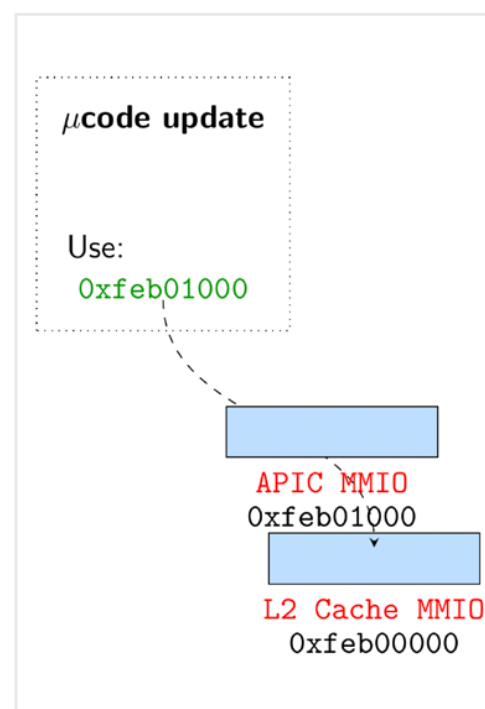 μcode update
Use:
0xfeb01000
APIC MMIO
0xfeb01000
L2 Cache MMIO
0xfeb00000